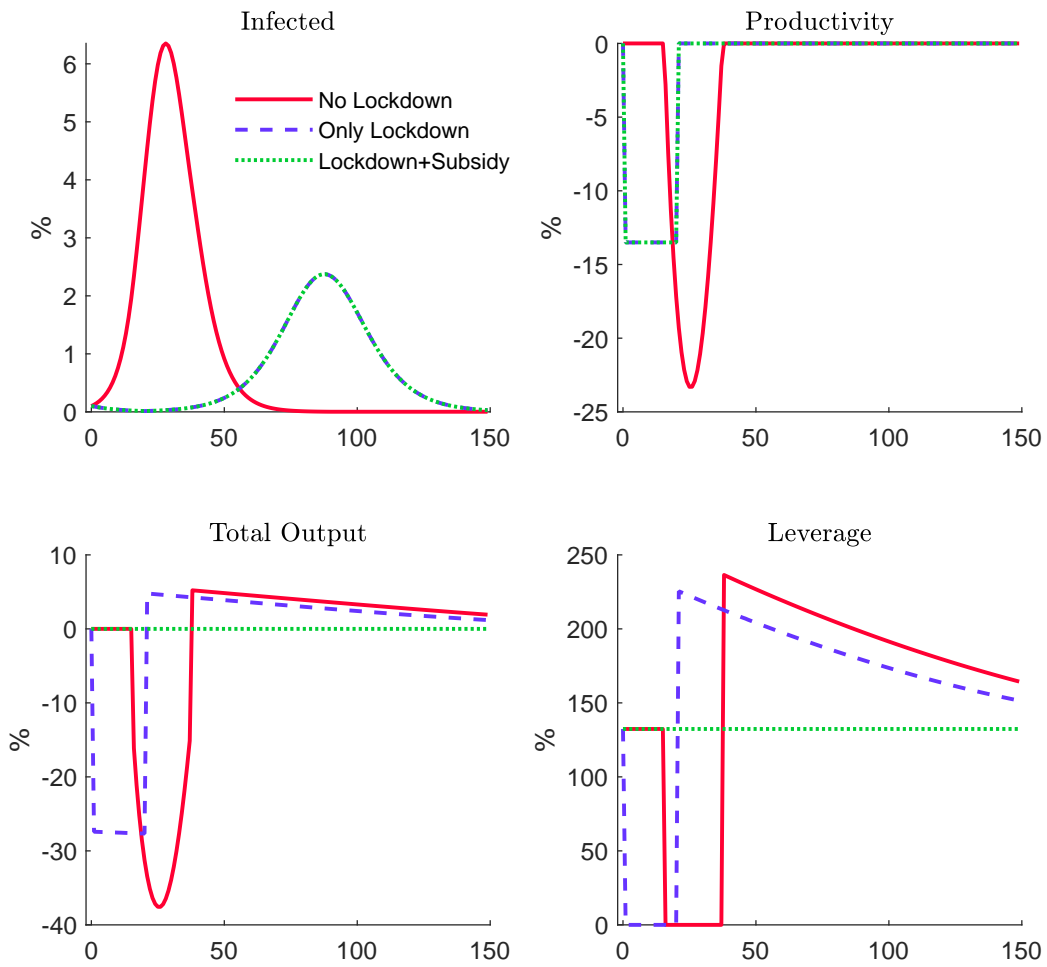 Infected
%
6
5
4
3
2
1
0
0 50 100 150
No Lockdown
Only Lockdown
Lockdown+Subsidy
Productivity
%
0
-5
-10
-15
-20
-25
0 50 100 150
Total Output
%
10
0
-10
-20
-30
-40
0 50 100 150
Leverage
%
250
200
150
100
50
0
0 50 100 150